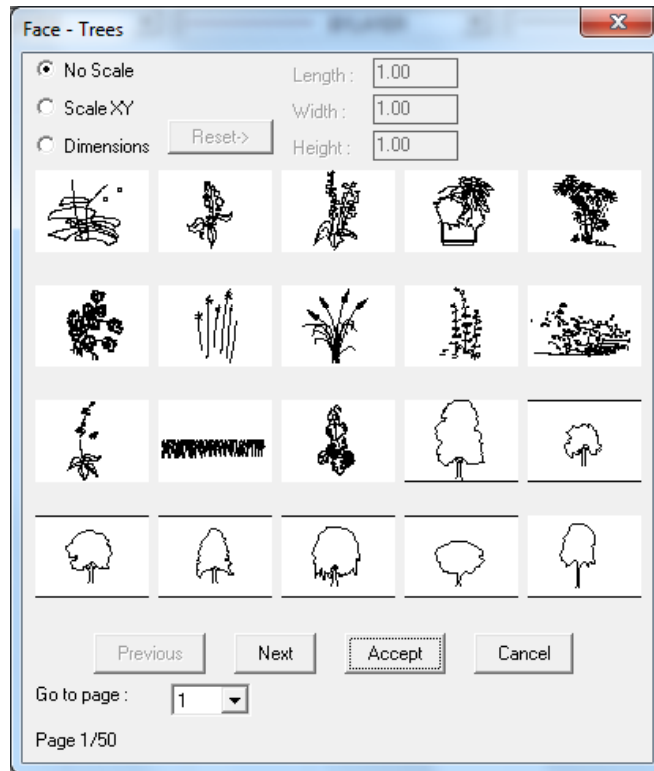 Face - Trees
No Scale
Length :
1.00
Scale XY
Width :
1.00
Dimensions
Reset->
Height :
1.00
Previous
Next
Accept
Cancel
Go to page :
1
Page 1/50